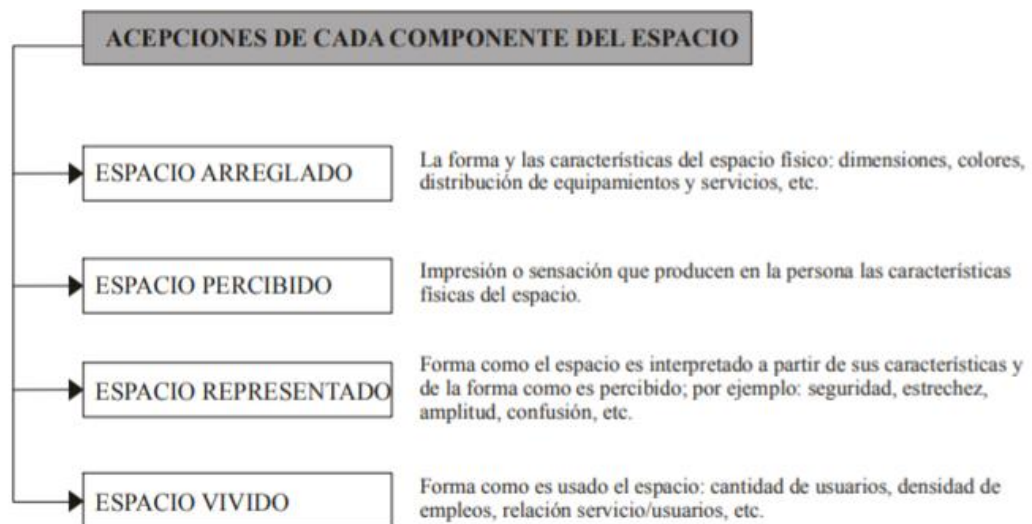 ACEPCIONES DE CADA COMPONENTE DEL ESPACIO
ESPACIO ARREGLADO
La forma y las características del espacio físico: dimensiones, colores,
distribución de equipamientos y servicios, etc.
ESPACIO PERCIBIDO
Impresión o sensación que producen en la persona las características
físicas del espacio.
ESPACIO REPRESENTADO
Forma como el espacio es interpretado a partir de sus características y
de la forma como es percibido; por ejemplo: seguridad, estrechez,
amplitud, confusión, etc.
ESPACIO VIVIDO
Forma como es usado el espacio: cantidad de usuarios, densidad de
empleos, relación servicio/usuarios, etc.